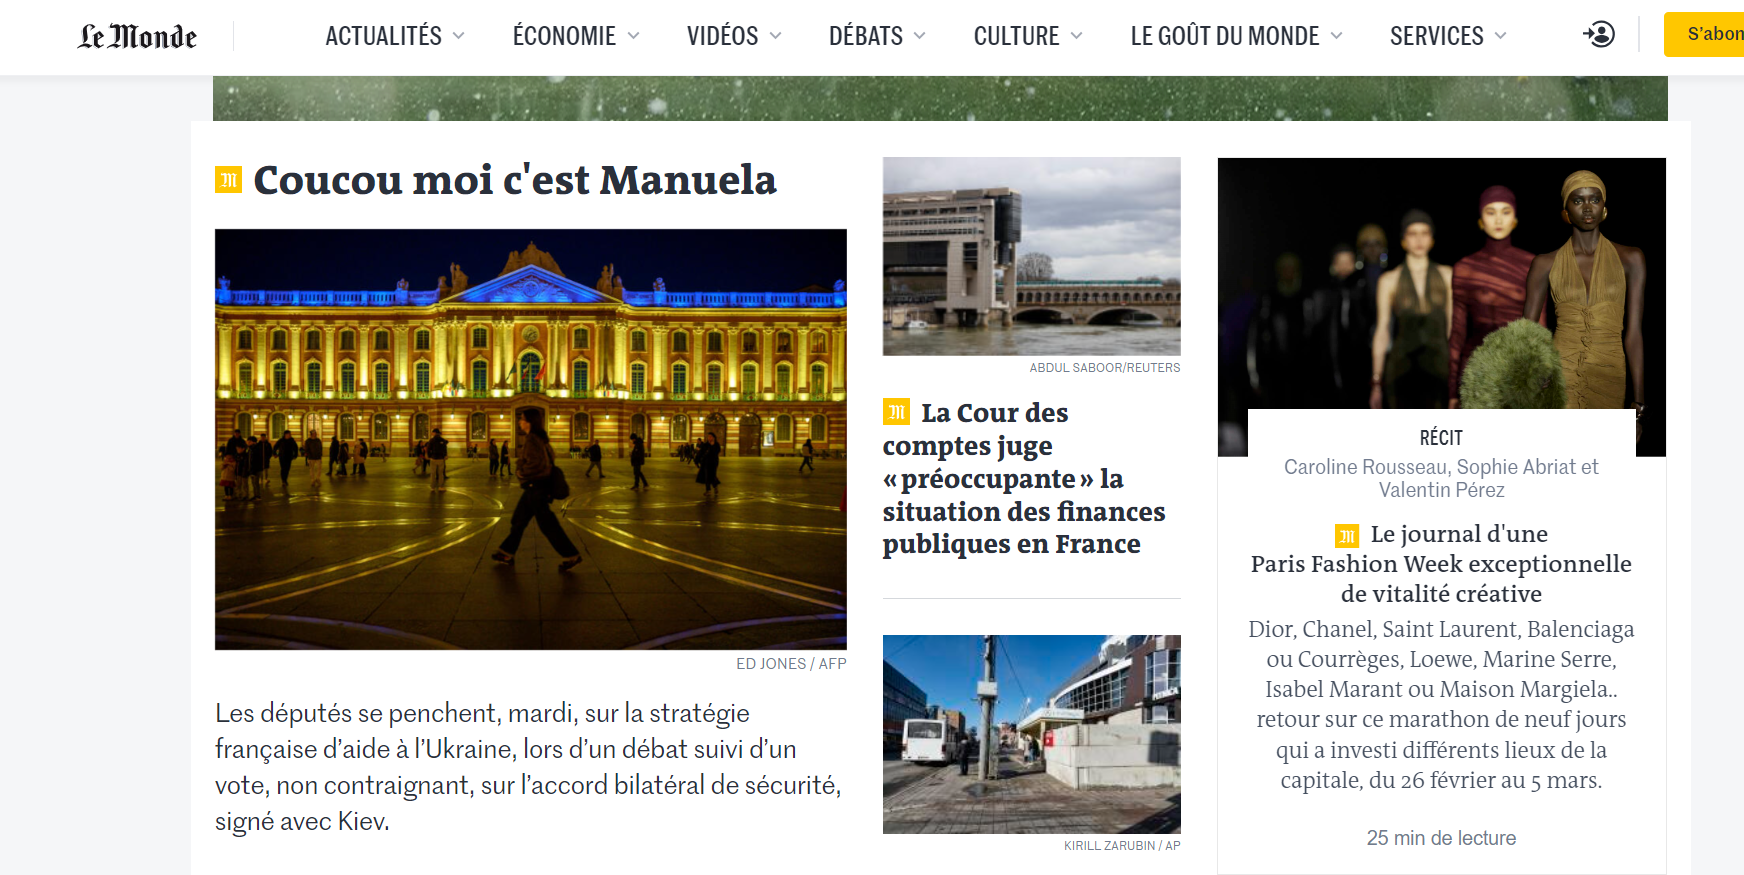 Le Monde
ACTUALITÉS
ÉCONOMIE
VIDÉOS
DÉBATS
CULTURE
LE GOÛT DU MONDE
SERVICES
S’abon
Coucou moi c'est Manuela
ED JONES / AFP
Les députés se penchent, mardi, sur la stratégie
française d’aide à l’Ukraine, lors d’un débat suivi d’un
vote, non contraignant, sur l’accord bilatéral de sécurité,
signé avec Kiev.
ABDUL SABOOR/REUTERS
La Cour des
comptes juge
« préoccupante » la
situation des finances
publiques en France
KIRILL ZARUBIN / AP
RÉCIT
Caroline Rousseau, Sophie Abriat et
Valentin Pérez
Le journal d'une
Paris Fashion Week exceptionnelle
de vitalité créative
Dior, Chanel, Saint Laurent, Balenciaga
ou Courrèges, Loewe, Marine Serre,
Isabel Marant ou Maison Margiela..
retour sur ce marathon de neuf jours
qui a investi différents lieux de la
capitale, du 26 février au 5 mars.
25 min de lecture